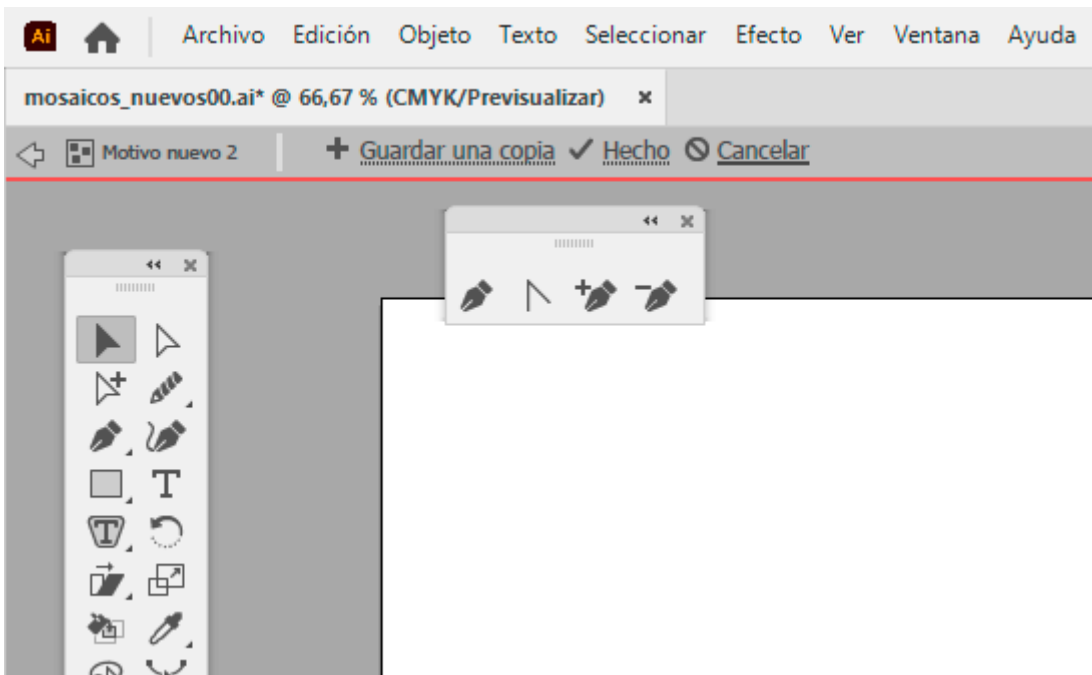 Ai Archivo Edición Objeto Texto Seleccionar Efecto Ver Ventana Ayuda
mosaicos_nuevos00.ai* @ 66,67 % (CMYK/Previsualizar) ×
Motivo nuevo 2 + Guardar una copia ✓ Hecho Cancelar